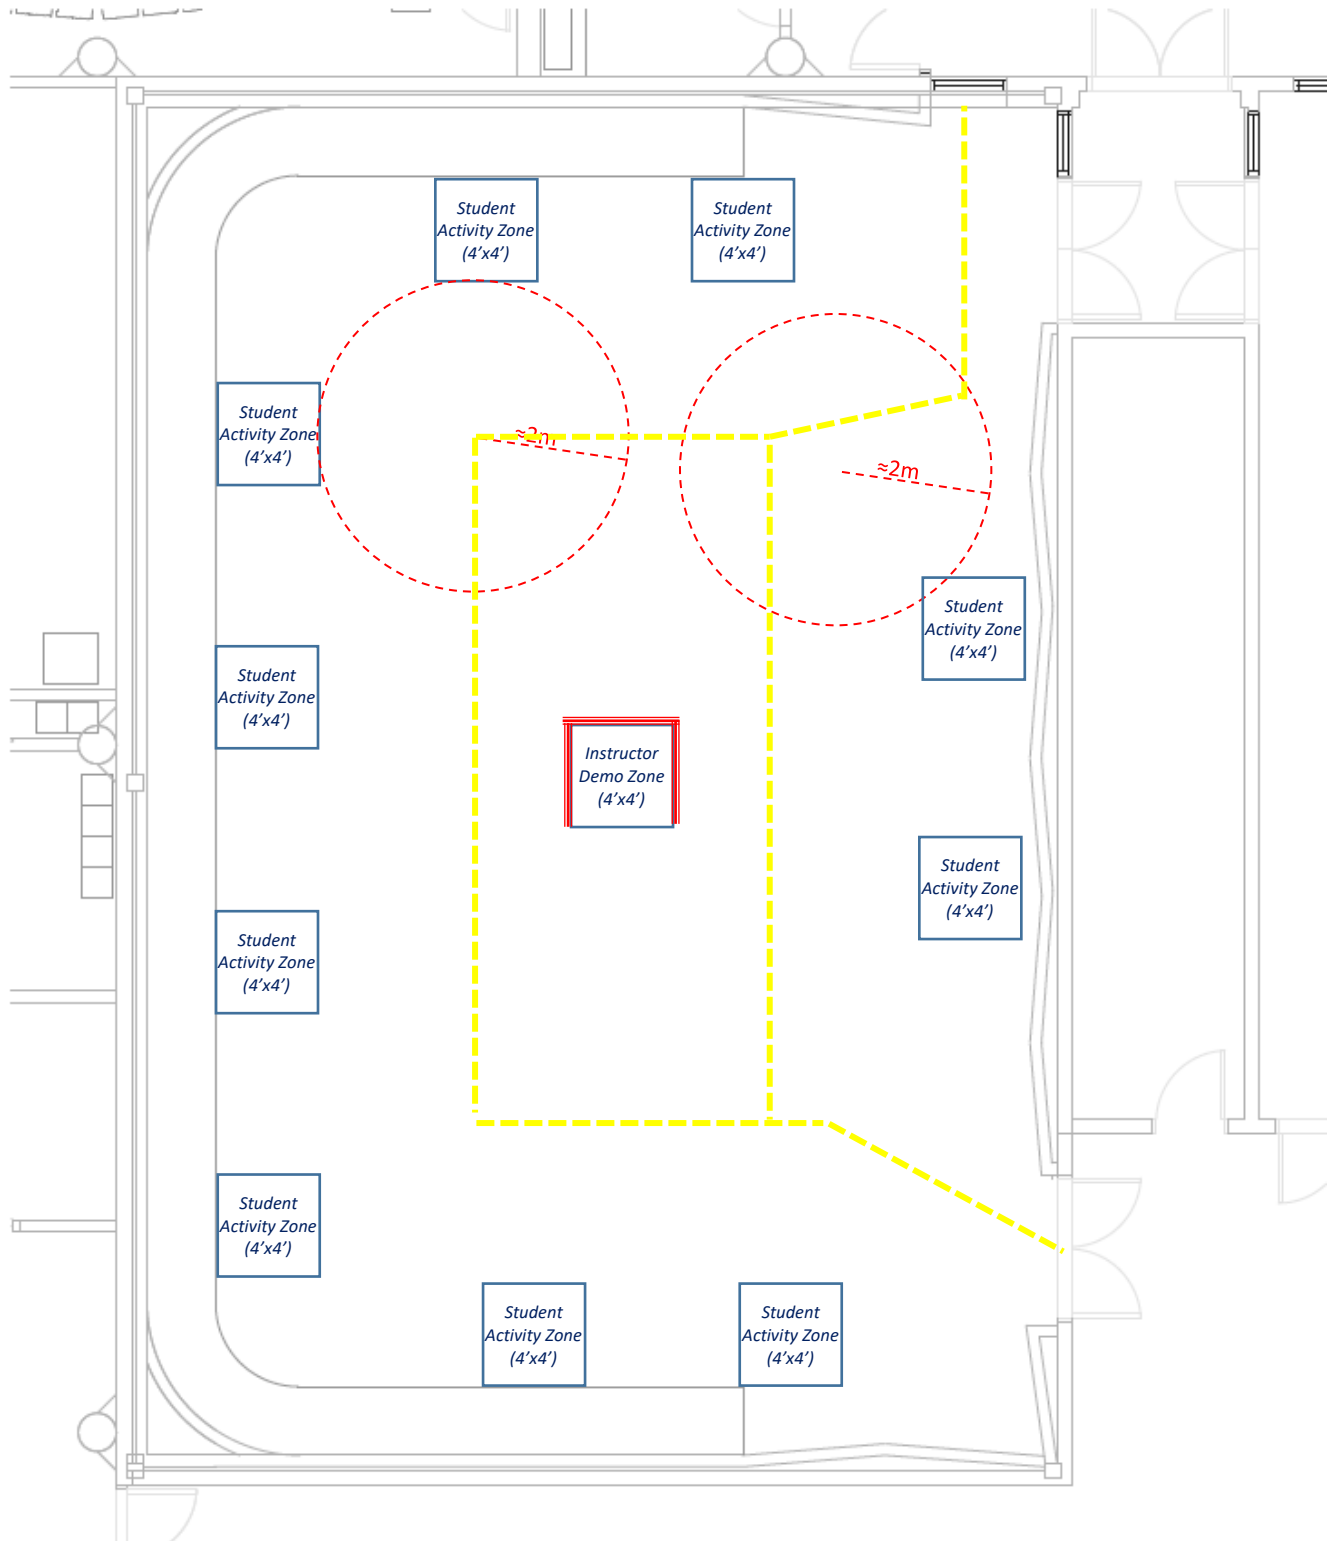 Student
Activity Zone
(4'x4')
Student
Activity Zone
(4'x4')
Student
Activity Zone
(4'x4')
≈2m
≈2m
Student
Activity Zone
(4'x4')
Student
Activity Zone
(4'x4')
Instructor
Demo Zone
(4'x4')
Student
Activity Zone
(4'x4')
Student
Activity Zone
(4'x4')
Student
Activity Zone
(4'x4')
Student
Activity Zone
(4'x4')
Student
Activity Zone
(4'x4')